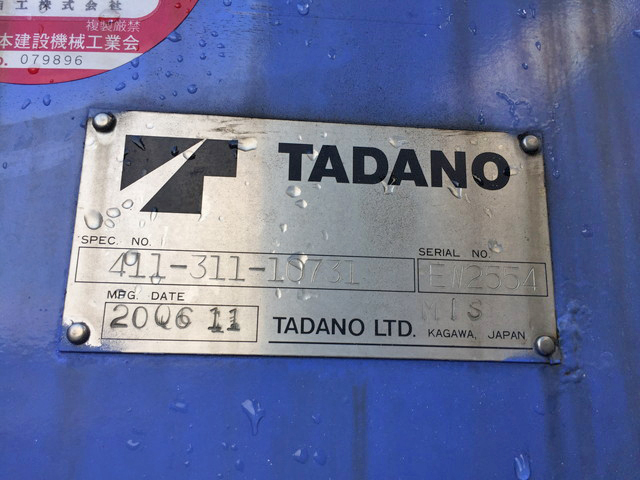 工株式会社
複製厳禁
本建設機械工業会
o. 079896
TADANO
SPEC. NO.
411-311-10731
SERIAL NO.
EW2554
MFG. DATE
2006 11
MIS
TADANO LTD. KAGAWA, JAPAN